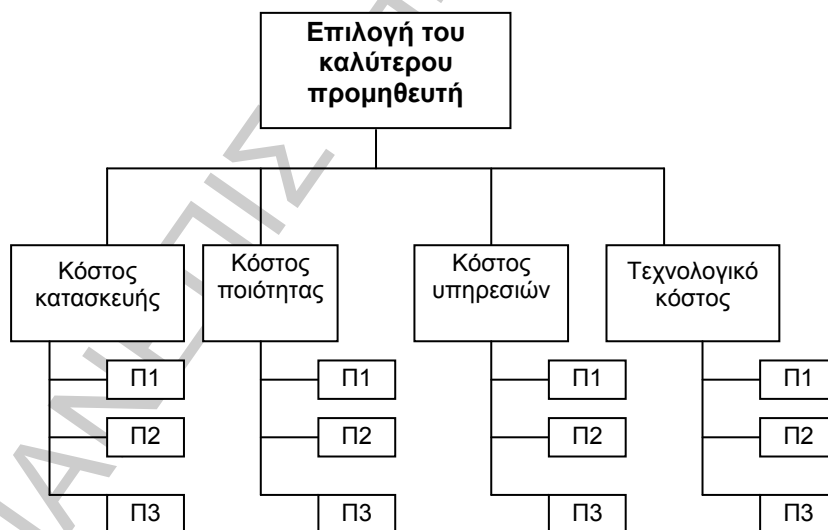 Επιλογή του
καλύτερου
προμηθευτή
Κόστος
κατασκευής
Κόστος
ποιότητας
Κόστος
υπηρεσιών
Τεχνολογικό
κόστος
Π1
Π1
Π1
Π1
Π2
Π2
Π2
Π2
Π3
Π3
Π3
Π3